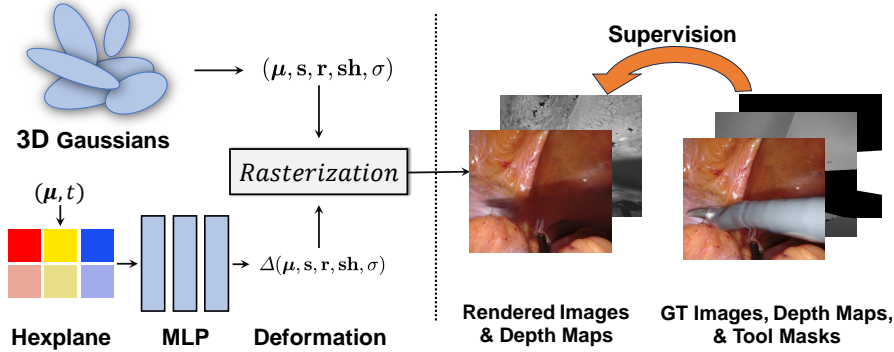 Supervision
(μ, s, r, sh, σ)
3D Gaussians
Rasterization
(μ, t)
Δ(μ, s, r, sh, σ)
Hexplane
MLP
Deformation
Rendered Images
& Depth Maps
GT Images, Depth Maps,
& Tool Masks